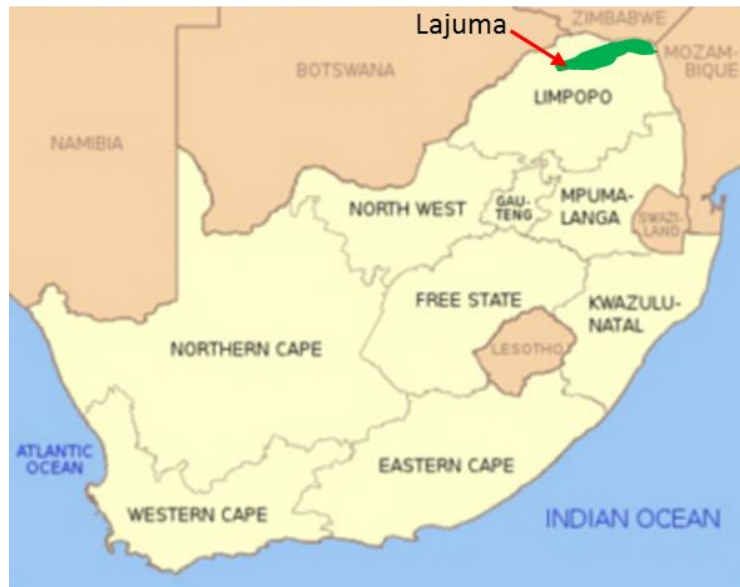 Lajuma
ZIMBABWE
MOZAM-
BIQUE
BOTSWANA
LIMPOPO
NAMIBIA
NORTH WEST
GAU-
TENG
MPUMA-
LANGA
SWAZI-
LAND
FREE STATE
KWAZULU-
NATAL
NORTHERN CAPE
LESOTHO
ATLANTIC
OCEAN
EASTERN CAPE
WESTERN CAPE
INDIAN OCEAN